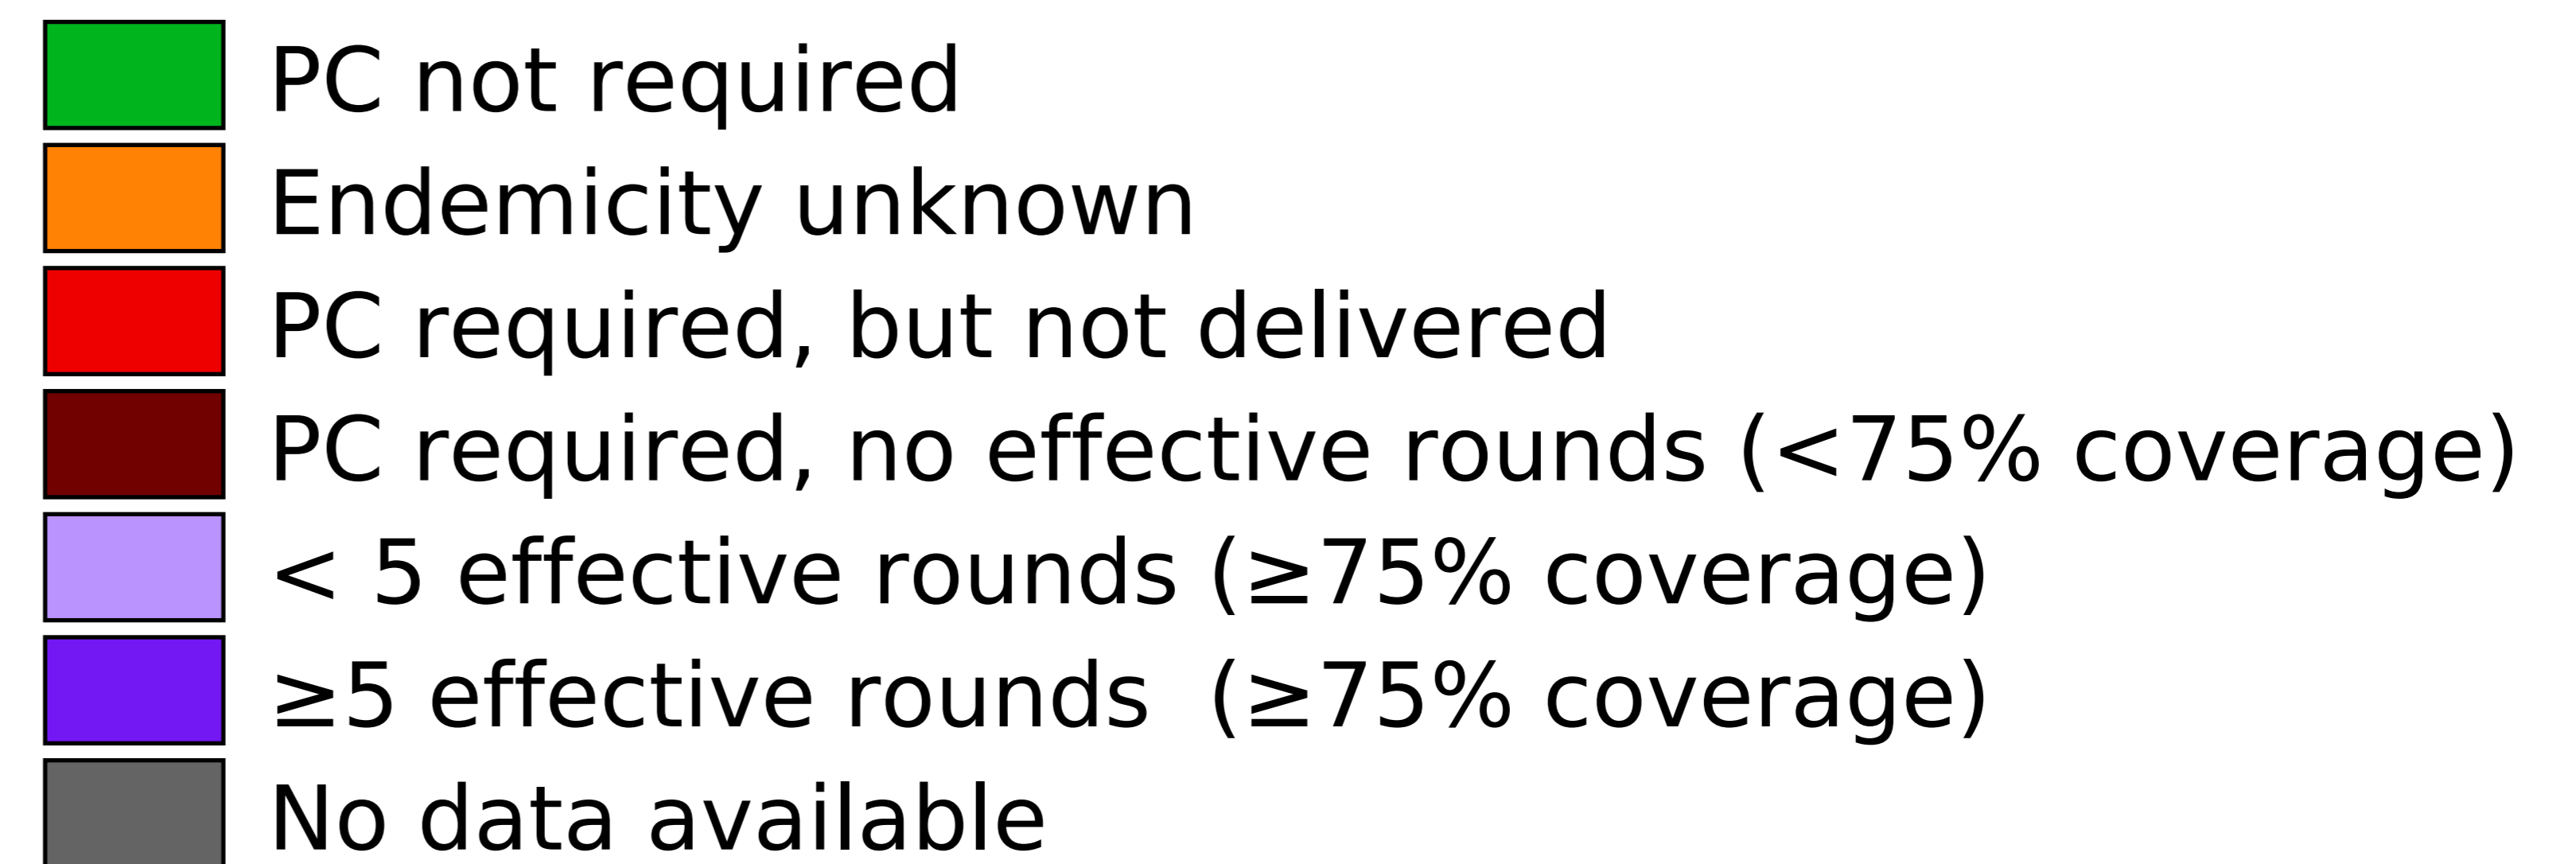 PC not required
Endemicity unknown
PC required, but not delivered
PC required, no effective rounds (<75% coverage)
< 5 effective rounds (≥75% coverage)
≥5 effective rounds  (≥75% coverage)
No data available